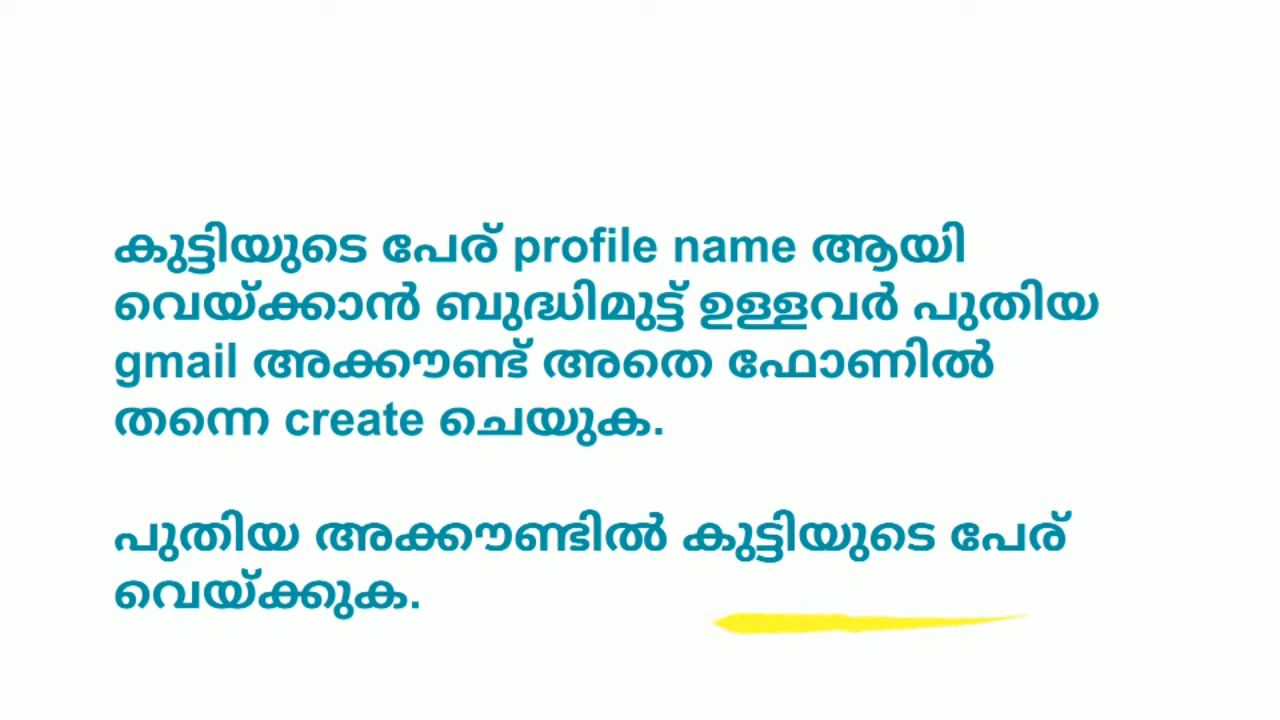 കുട്ടിയുടെ പേര് profile name ആയി
വെയ്ക്കാൻ ബുദ്ധിമുട്ട് ഉള്ളവർ പുതിയ
gmail അക്കൗണ്ട് അതെ ഫോണിൽ
തന്നെ create ചെയുക.
പുതിയ അക്കൗണ്ടിൽ കുട്ടിയുടെ പേര്
വെയ്ക്കുക.